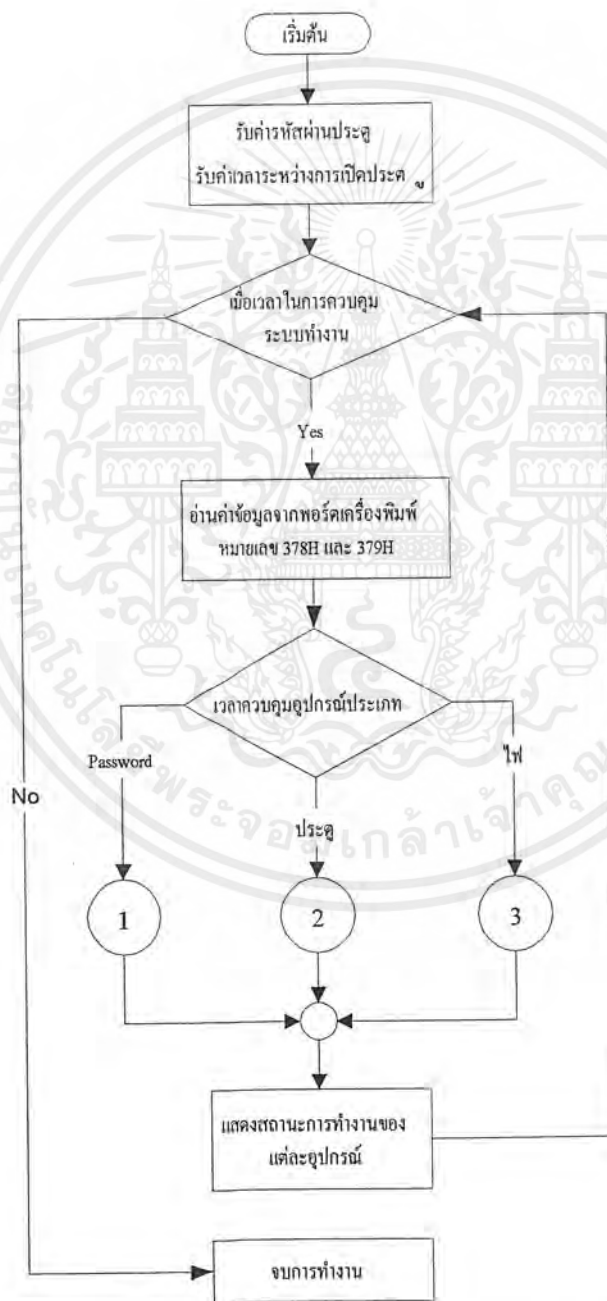 เริ่มต้น
รับค่ารหัสผ่านประตู
รับค่าเวลาระหว่างการเปิดประตู
เมื่อเวลาในการควบคุม
ระบบทำงาน
Yes
อ่านค่าข้อมูลจากพอร์ตเครื่องพิมพ์
หมายเลข 378H และ 379H
เวลาควบคุมอุปกรณ์ประเภท
Password
ไฟ
No
ประตู
1
2
3
แสดงสถานะการทำงานของ
แต่ละอุปกรณ์
จบการทำงาน